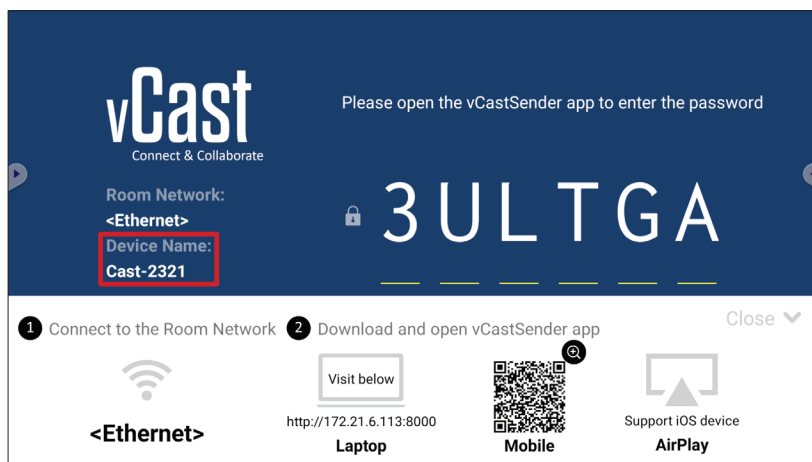 vCast
Connect & Collaborate
Please open the vCastSender app to enter the password
Room Network:
<Ethernet>
Device Name:
Cast-2321
3ULTGA
1 Connect to the Room Network
2 Download and open vCastSender app
Close
<Ethernet>
Visit below
http://172.21.6.113:8000
Laptop
Mobile
Support iOS device
AirPlay